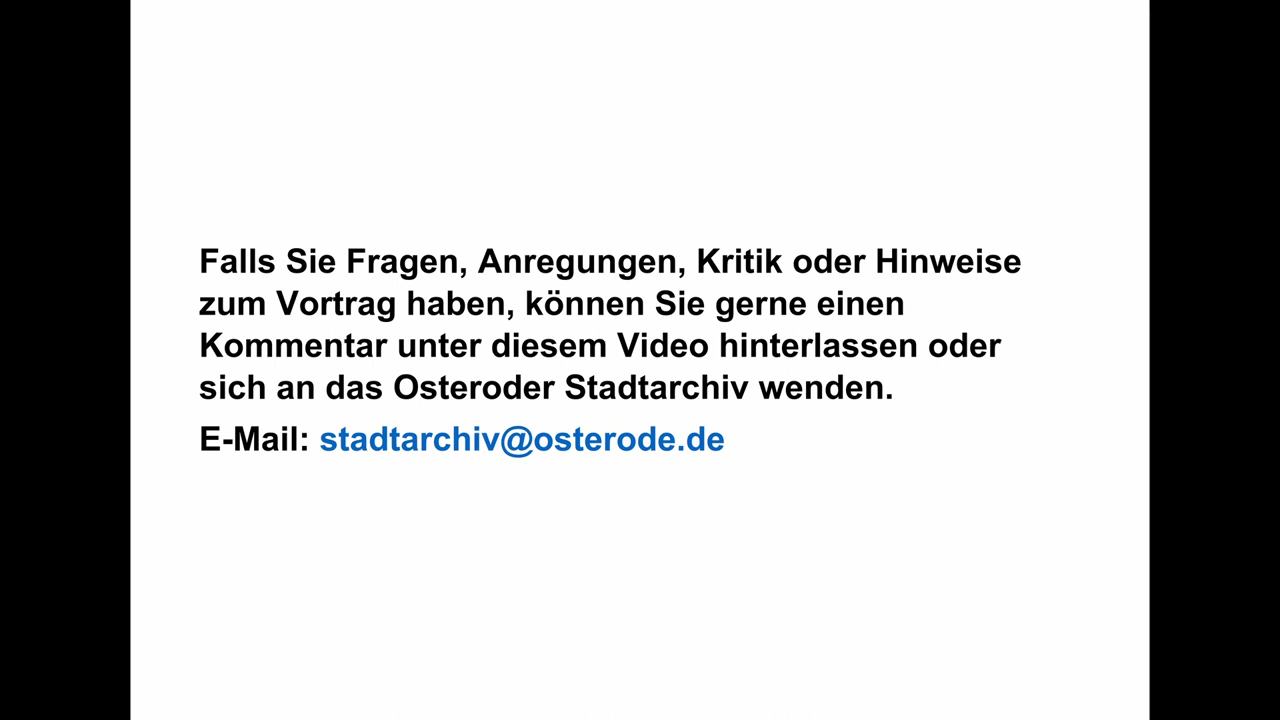 Falls Sie Fragen, Anregungen, Kritik oder Hinweise
zum Vortrag haben, können Sie gerne einen
Kommentar unter diesem Video hinterlassen oder
sich an das Osteroder Stadtarchiv wenden.
E-Mail: stadtarchiv@osterode.de